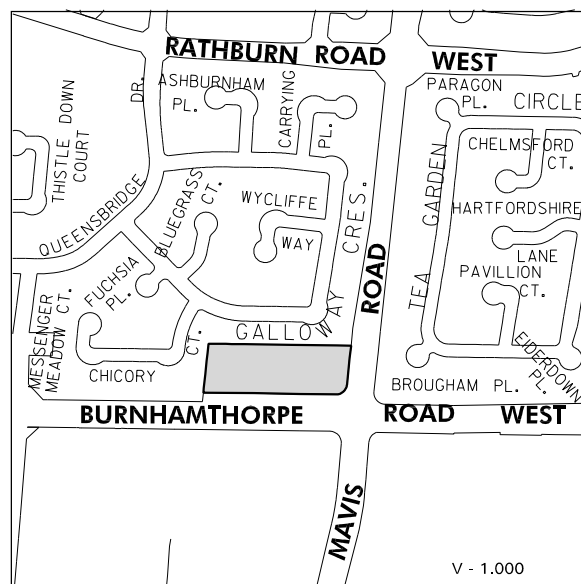 RATHBURN ROAD WEST
DR.
ASHBURNHAM
PL.
CARRYING
PL.
PARAGON
PL.
CIRCLE
THISTLE DOWN
COURT
CHELMSFORD
CT.
QUEENSBRIDGE
BLUEGRASS
CT.
WYCLIFFE
WAY
CRES.
GARDEN
TEA
HARTFORDSHIRE
LANE
ROAD
PAVILLION
CT.
FUCHSIA
PL.
MESSENGER
MEADOW CT.
CT.
CHICORY
GALLOWAY
EIDERDOWN
PL.
BROUGHAM PL.
BURNHAMTHORPE ROAD WEST
MAVIS
V - 1.000